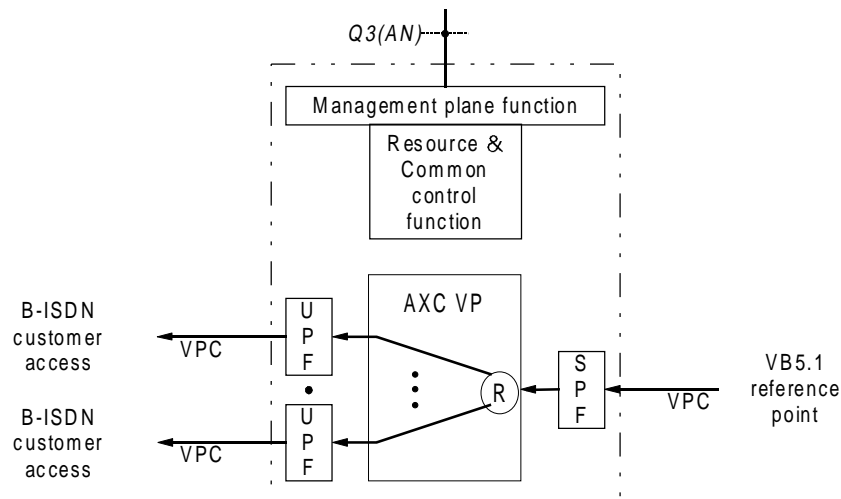 Q3(AN)
Management plane function
Resource &
Common
control
function
AXC VP
B-ISDN
customer
access
VPC
U
P
F
R
S
P
F
VPC
VB5.1
reference
point
B-ISDN
customer
access
VPC
U
P
F